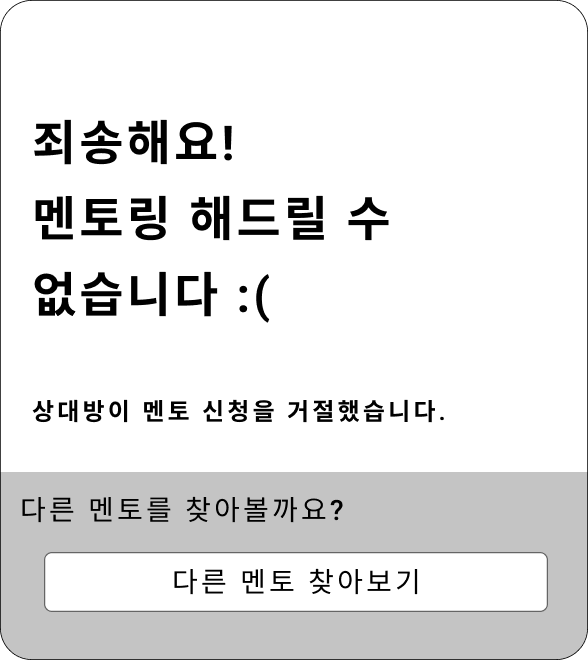 죄송해요!
멘토링 해드릴 수
없습니다 :(
상대방이 멘토 신청을 거절했습니다.
다른 멘토를 찾아볼까요?
다른 멘토 찾아보기